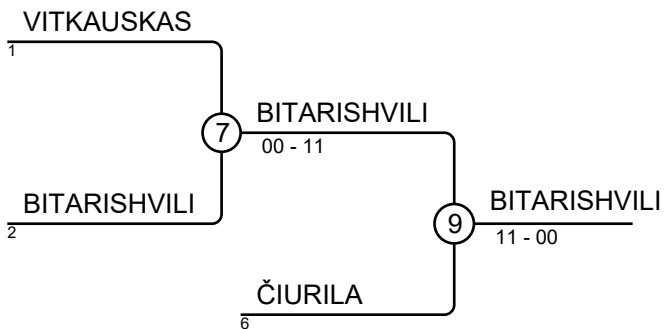 VITKAUSKAS
1
7
BITARISHVILI
00 - 11
BITARISHVILI
2
9
BITARISHVILI
11 - 00
ČIURILA
6